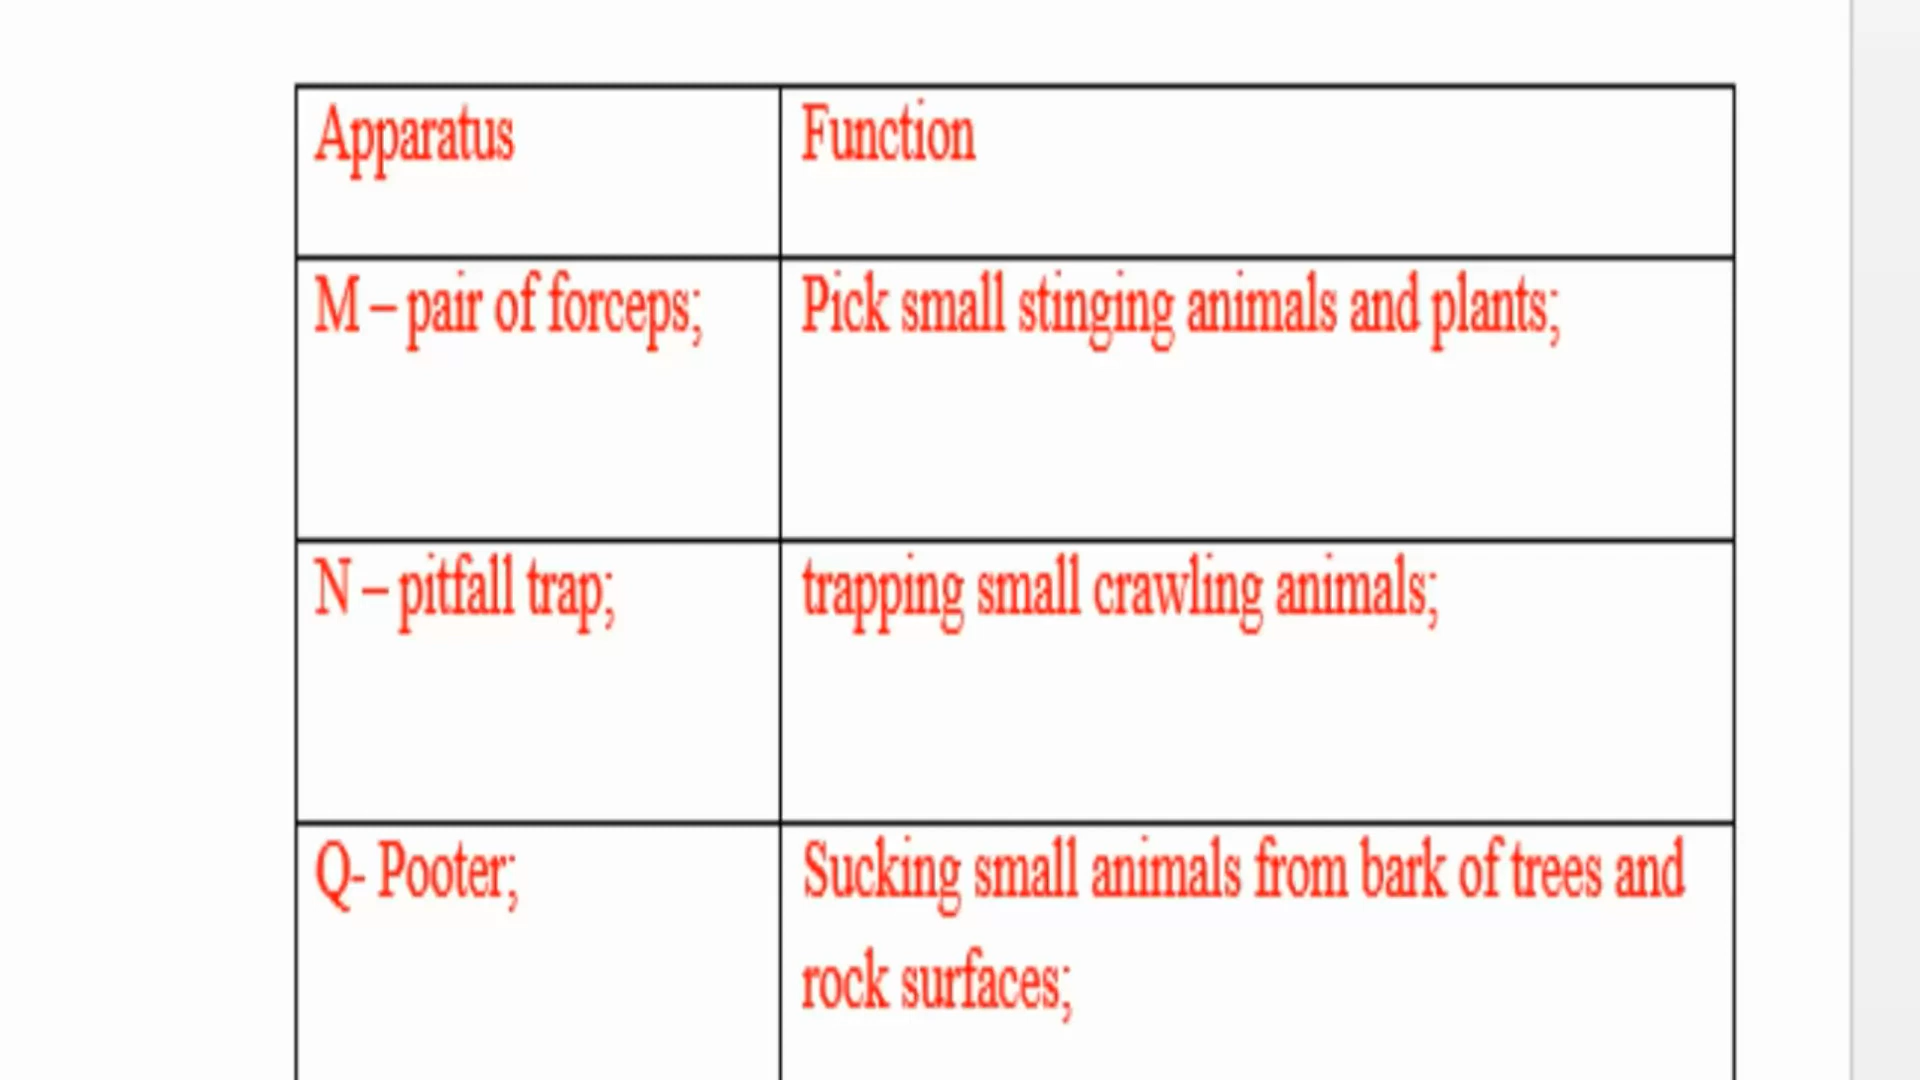 Apparatus
Function
M – pair of forceps;
Pick small stinging animals and plants;
N – pitfall trap;
trapping small crawling animals;
Q- Pooter;
Sucking small animals from bark of trees and
rock surfaces;